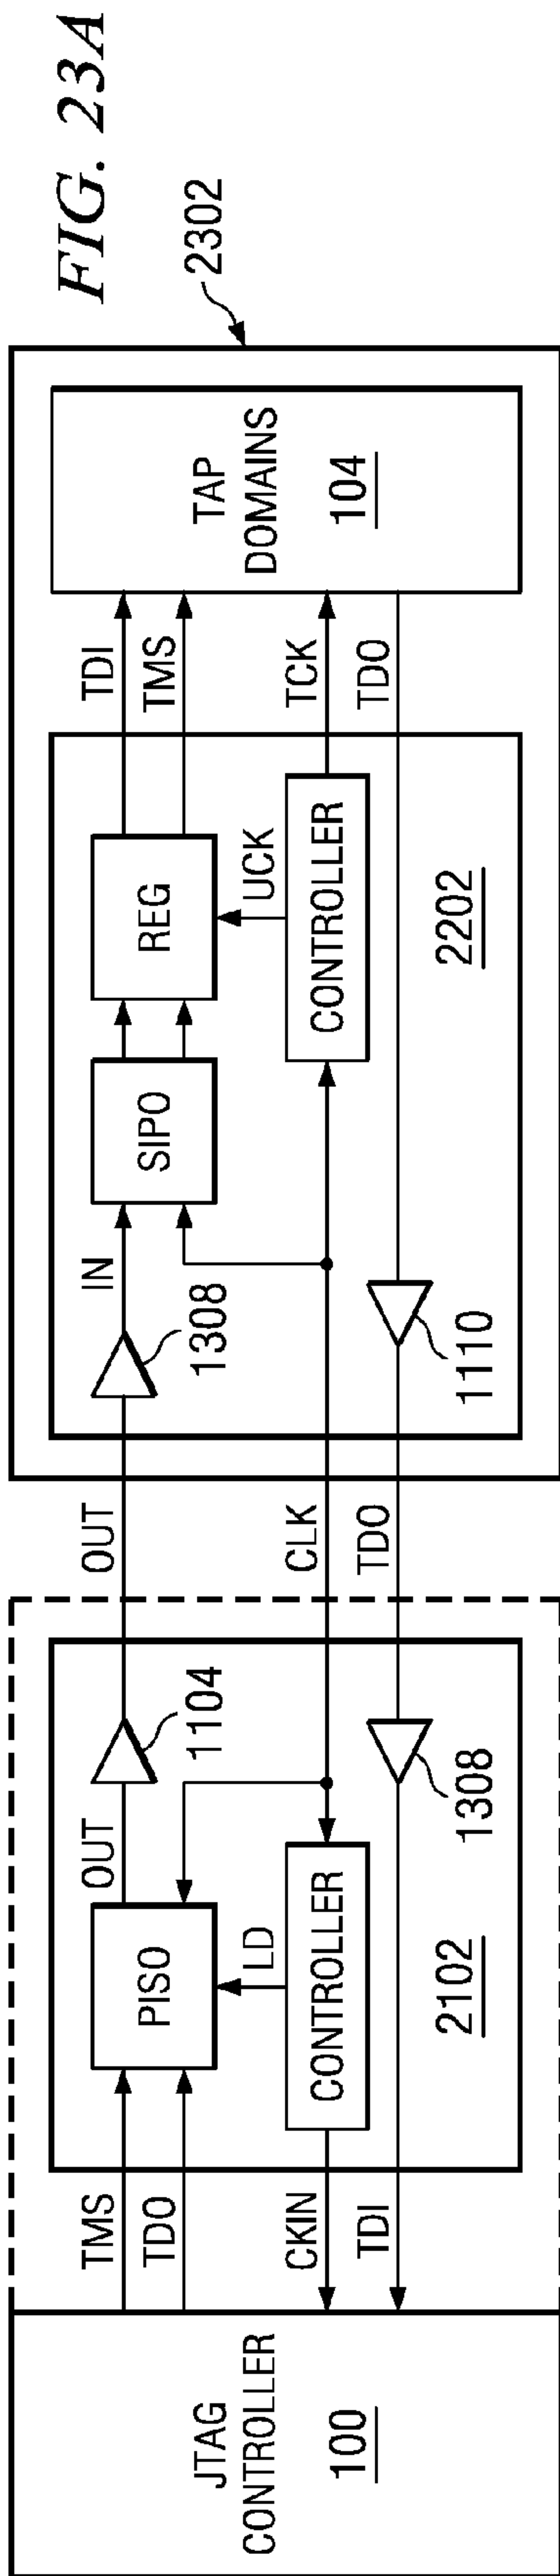 FIG. 23A
JTAG
CONTROLLER
100
TMS
TDO
CKIN
TDI
PISO
LD
CONTROLLER
2102
OUT
1104
1308
OUT
CLK
TDO
IN
1308
SIPO
REG
UCK
CONTROLLER
1110
2202
TDI
TMS
TCK
TDO
TAP
DOMAINS
104
2302